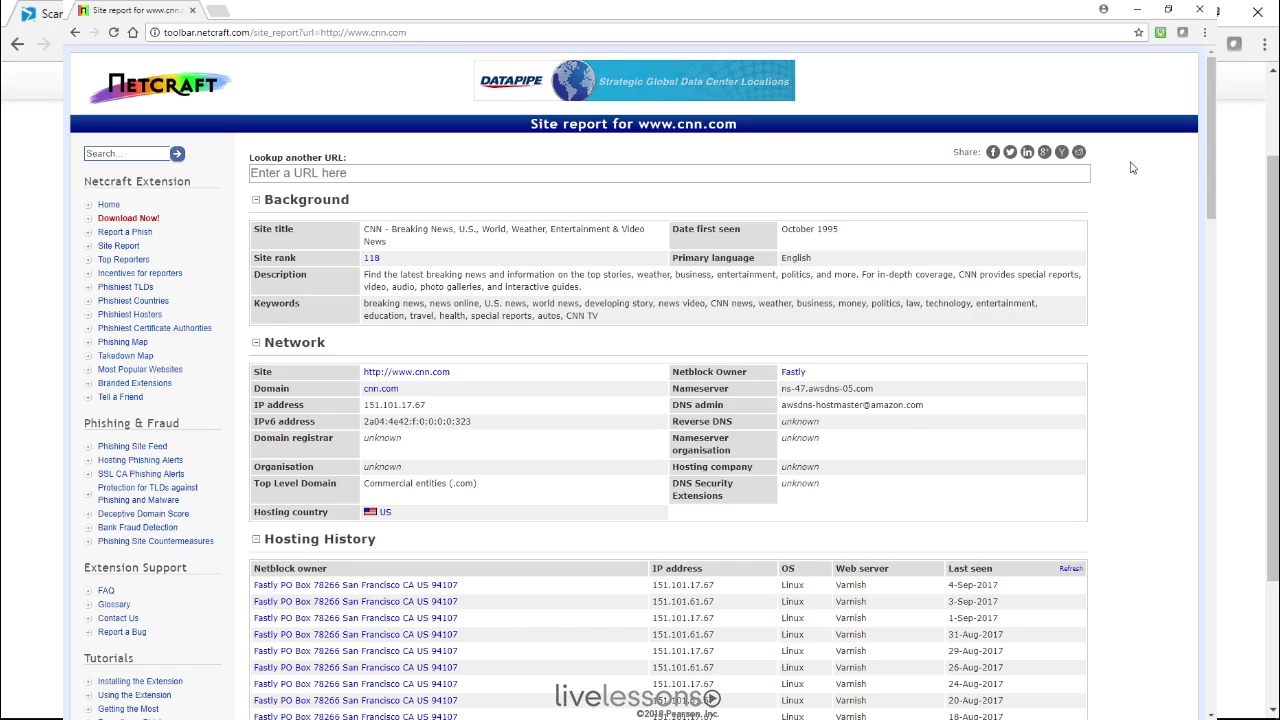 Scan
Site report for www.cnn.com
toolbar.netcraft.com/site_report?url=http://www.cnn.com
NETCRAFT
DATAPIPE Strategic Global Data Center Locations
Site report for www.cnn.com
Search...
Lookup another URL:
Share:
Enter a URL here
Netcraft Extension
Home
Download Now!
Report a Phish
Site Report
Top Reporters
Incentives for reporters
Phishiest TLDs
Phishiest Countries
Phishiest Hosters
Phishiest Certificate Authorities
Phishing Map
Takedown Map
Most Popular Websites
Branded Extensions
Tell a Friend
Phishing & Fraud
Phishing Site Feed
Hosting Phishing Alerts
SSL CA Phishing Alerts
Protection for TLDs against
Phishing and Malware
Deceptive Domain Score
Bank Fraud Detection
Phishing Site Countermeasures
Extension Support
FAQ
Glossary
Contact Us
Report a Bug
Tutorials
Installing the Extension
Using the Extension
Getting the Most
Background
Site title CNN - Breaking News, U.S., World, Weather, Entertainment & Video Date first seen October 1995
News
Site rank 118 Primary language English
Description Find the latest breaking news and information on the top stories, weather, business, entertainment, politics, and more. For in-depth coverage, CNN provides special reports,
video, audio, photo galleries, and interactive guides.
Keywords breaking news, news online, U.S. news, world news, developing story, news video, CNN news, weather, business, money, politics, law, technology, entertainment,
education, travel, health, special reports, autos, CNN TV
Network
Site http://www.cnn.com Netblock Owner Fastly
Domain cnn.com Nameserver ns-47.awsdns-05.com
IP address 151.101.17.67 DNS admin awsdns-hostmaster@amazon.com
IPv6 address 2a04:4e42:f:0:0:0:0:323 Reverse DNS unknown
Domain registrar unknown Nameserver unknown
organisation
Organisation unknown Hosting company unknown
Top Level Domain Commercial entities (.com) DNS Security unknown
Extensions
Hosting country US
Hosting History
Netblock owner IP address OS Web server Last seen Refresh
Fastly PO Box 78266 San Francisco CA US 94107 151.101.17.67 Linux Varnish 4-Sep-2017
Fastly PO Box 78266 San Francisco CA US 94107 151.101.61.67 Linux Varnish 3-Sep-2017
Fastly PO Box 78266 San Francisco CA US 94107 151.101.17.67 Linux Varnish 1-Sep-2017
Fastly PO Box 78266 San Francisco CA US 94107 151.101.61.67 Linux Varnish 31-Aug-2017
Fastly PO Box 78266 San Francisco CA US 94107 151.101.17.67 Linux Varnish 29-Aug-2017
Fastly PO Box 78266 San Francisco CA US 94107 151.101.61.67 Linux Varnish 26-Aug-2017
Fastly PO Box 78266 San Francisco CA US 94107 151.101.17.67 Linux Varnish 24-Aug-2017
Fastly PO Box 78266 San Francisco CA US 94107 Linux Varnish 20-Aug-2017
Fastly PO Box 78266 San Francisco CA US 94107 Linux Varnish 18-Aug-2017
livelessons
©2018 Pearson, Inc.